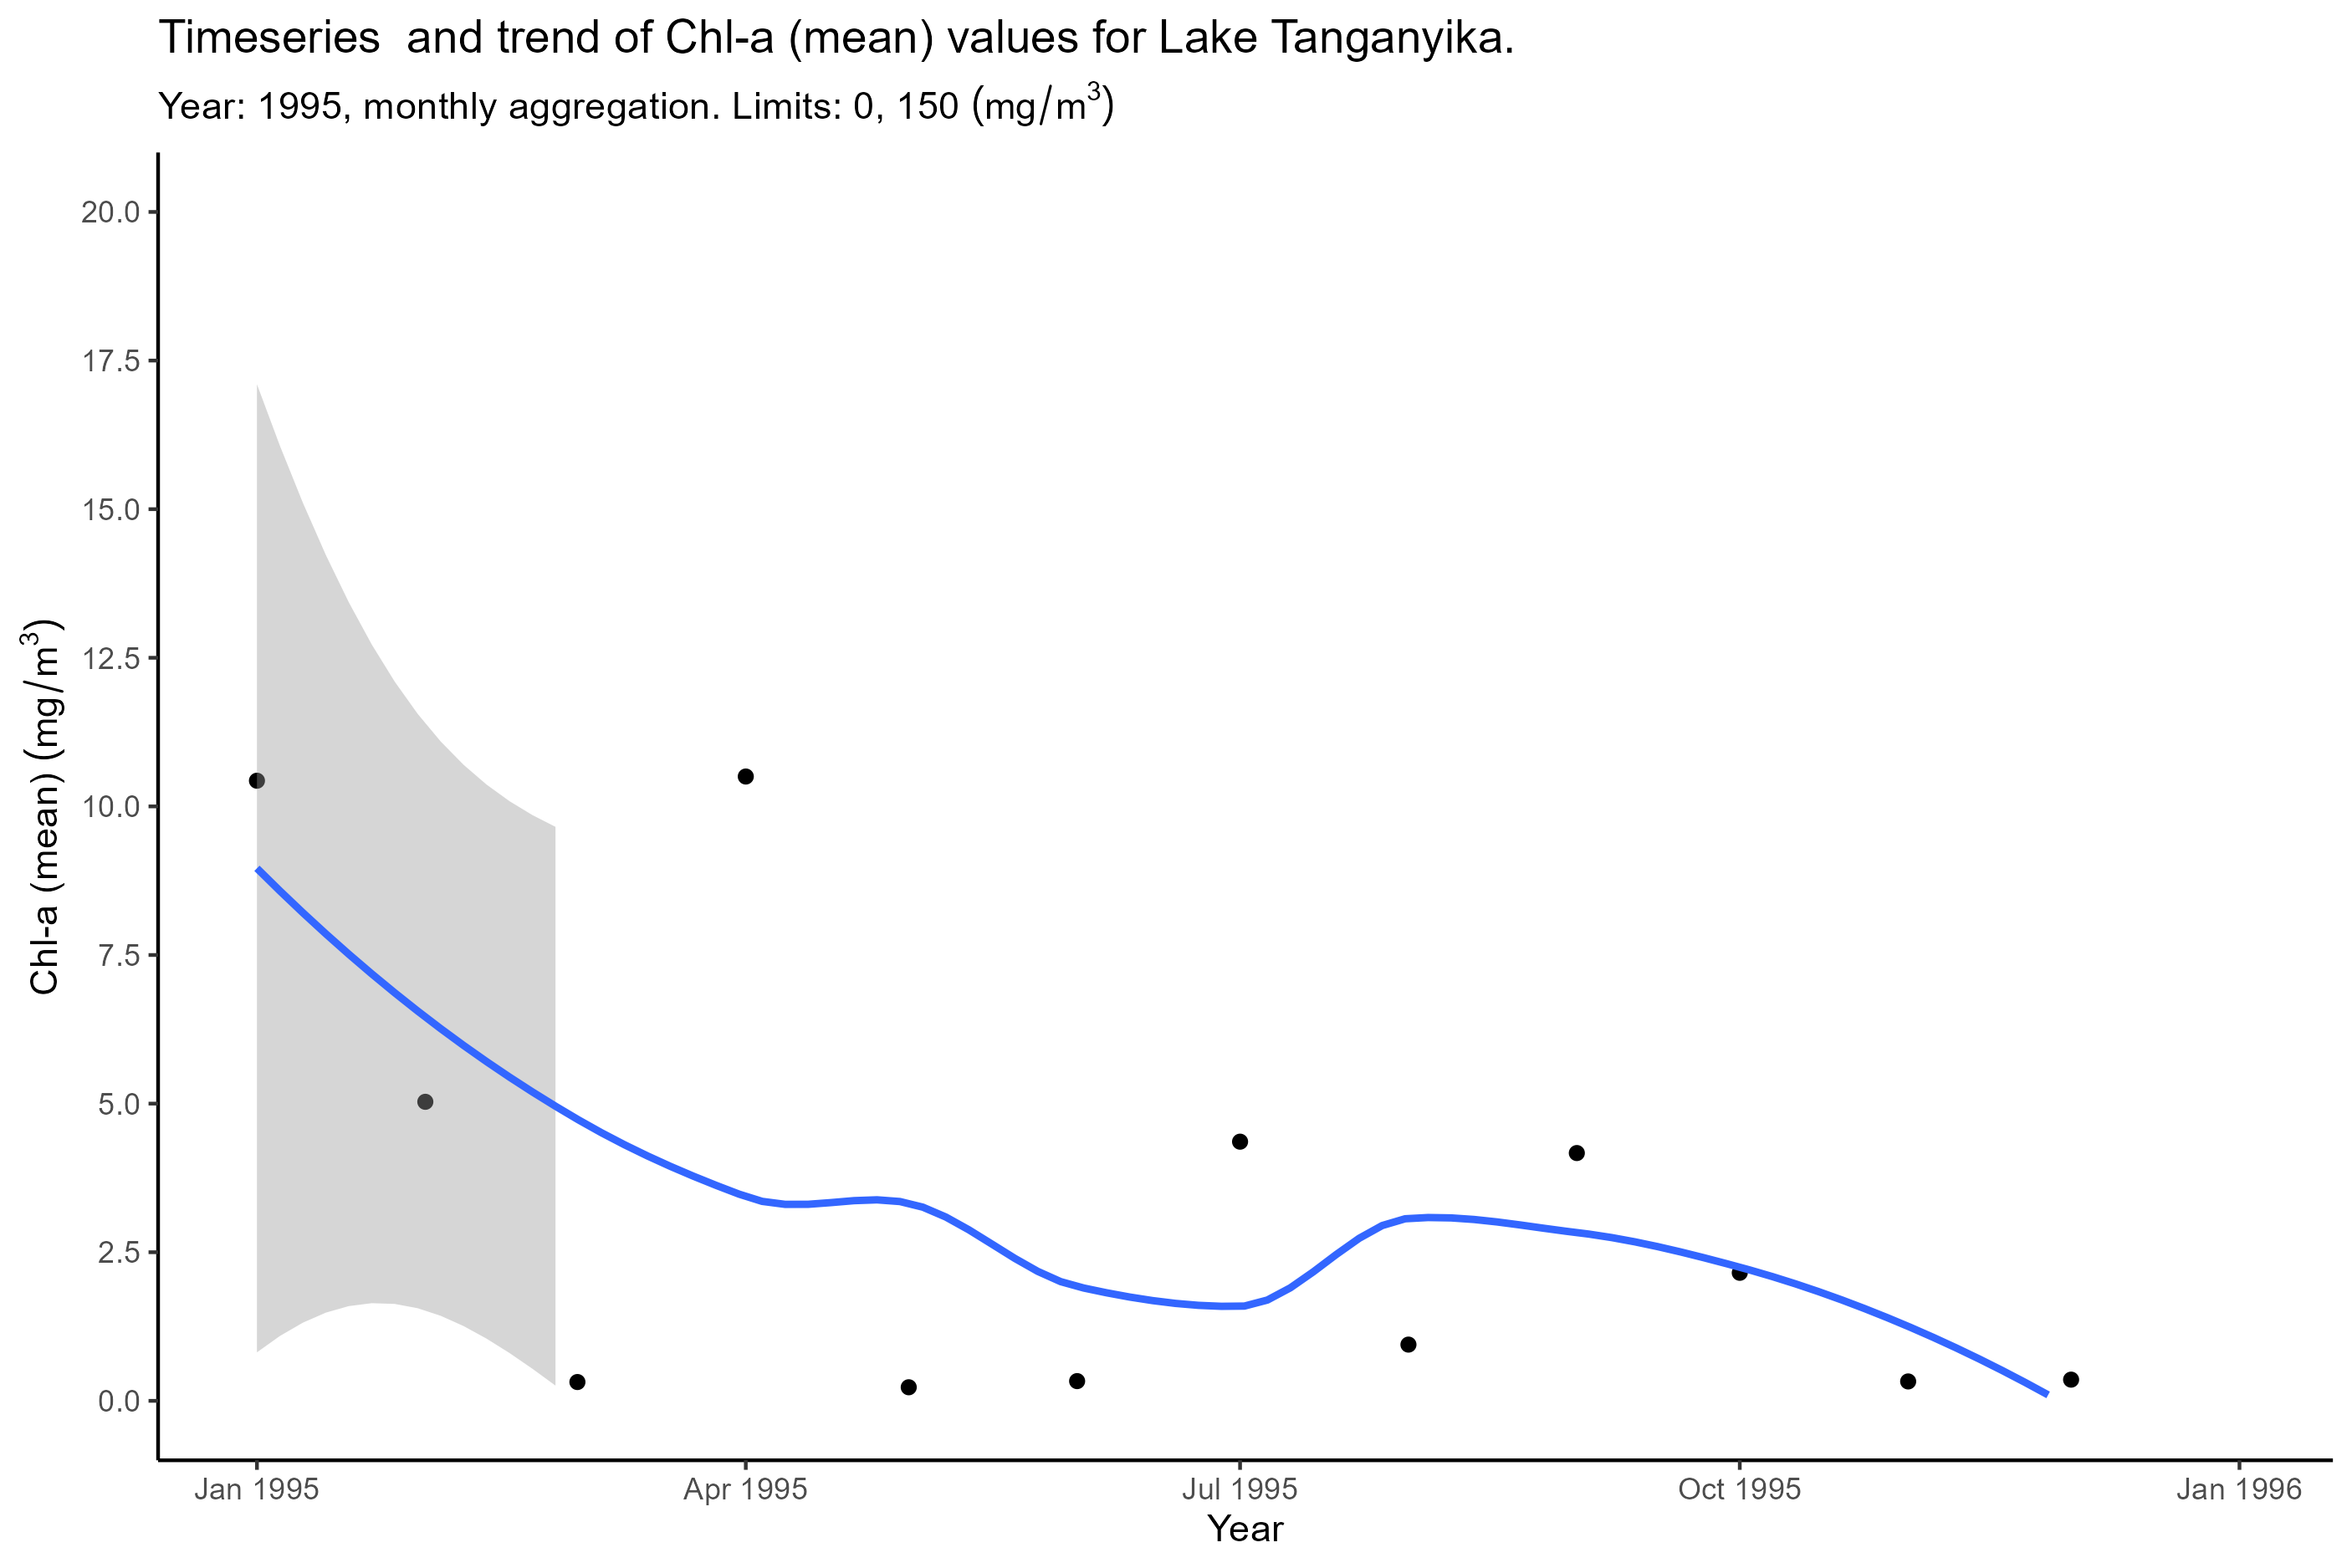 Timeseries  and trend of Chl-a (mean) values for Lake Tanganyika.
Year: 1995, monthly aggregation. Limits: 0, 150 (mg/m³)
Chl-a (mean) (mg/m³)
20.0
17.5
15.0
12.5
10.0
7.5
5.0
2.5
0.0
Jan 1995
Apr 1995
Jul 1995
Oct 1995
Jan 1996
Year